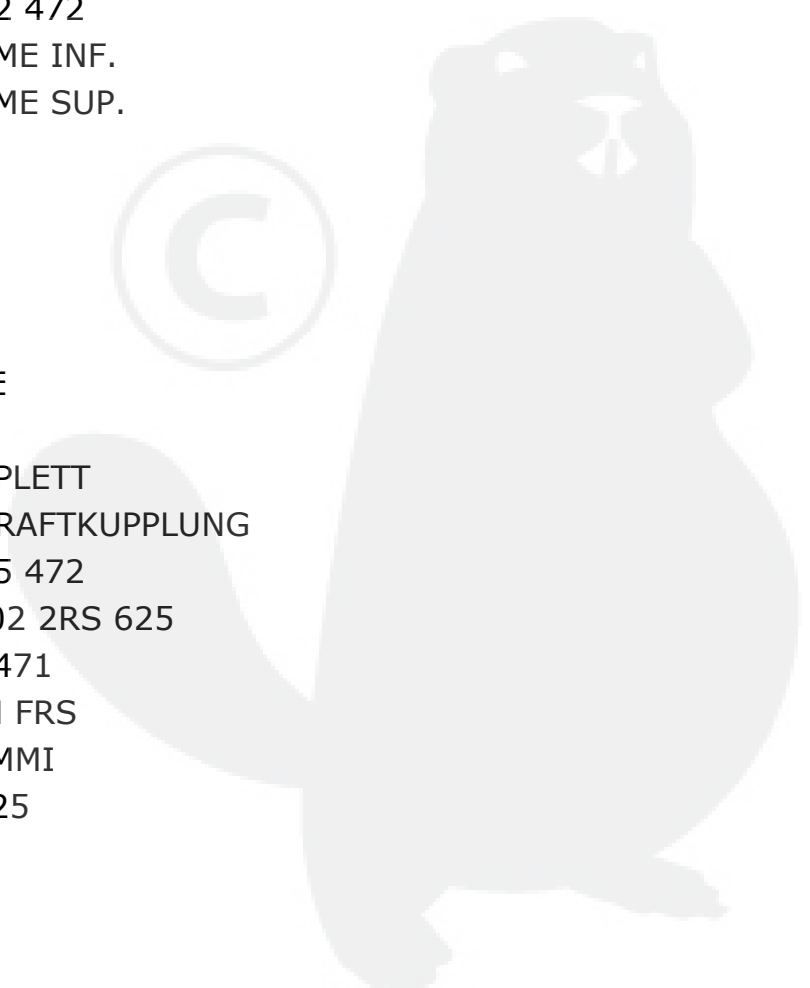 2 472
ME INF.
ME SUP.
©
E
PLETT
RAFTKUPPLUNG
5 472
02 2RS 625
471
FRS
MMI
25